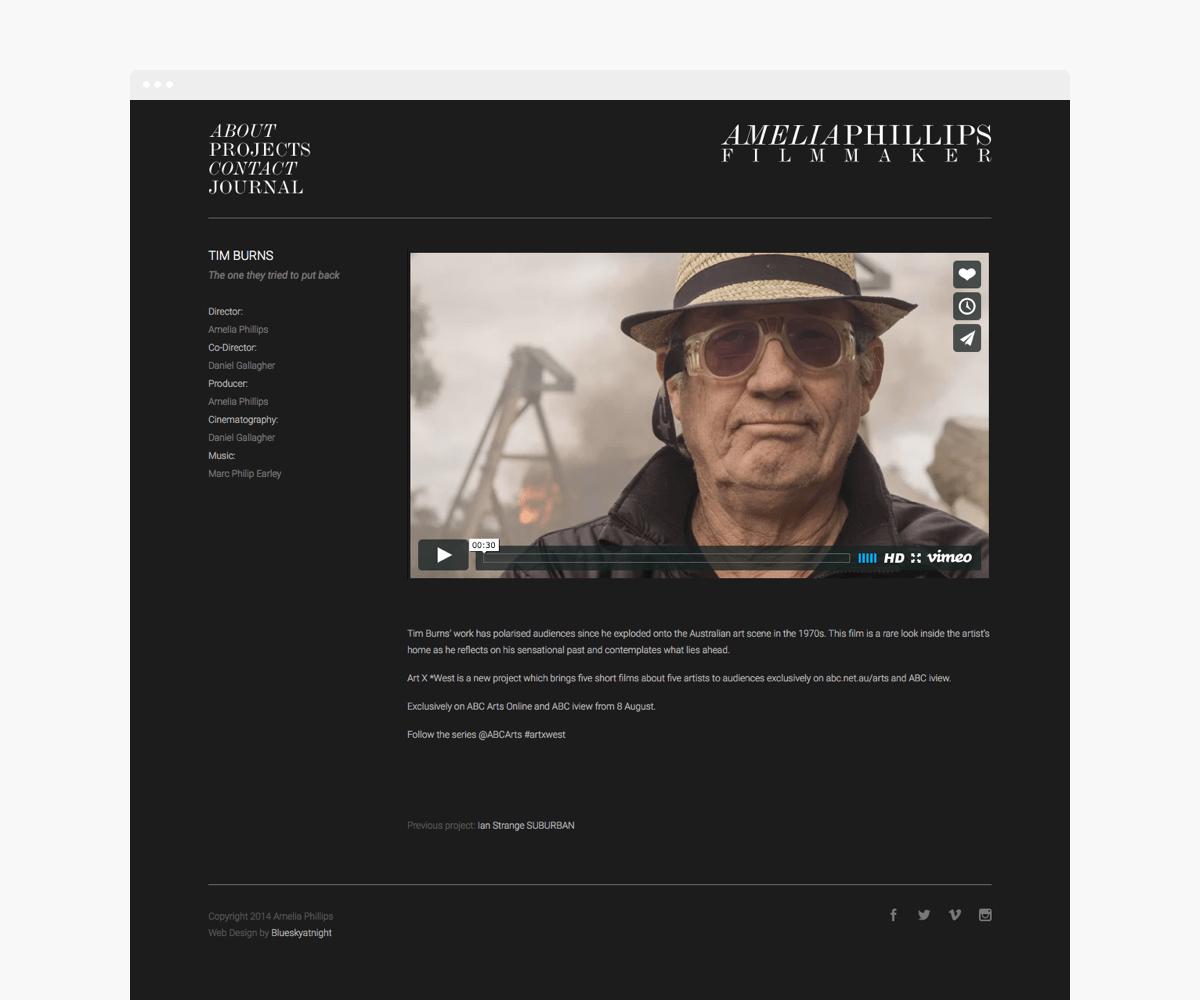 ABOUT
PROJECTS
CONTACT
JOURNAL
AMELIAPHILLIPS
FILMMAKER
TIM BURNS
The one they tried to put back
Director:
Amelia Phillips
Co-Director:
Daniel Gallagher
Producer:
Amelia Phillips
Cinematography:
Daniel Gallagher
Music:
Marc Philip Earley
00:30
HD
vimeo
Tim Burns' work has polarised audiences since he exploded onto the Australian art scene in the 1970s. This film is a rare look inside the artist's
home as he reflects on his sensational past and contemplates what lies ahead.
Art X *West is a new project which brings five short films about five artists to audiences exclusively on abc.net.au/arts and ABC iview.
Exclusively on ABC Arts Online and ABC iview from 8 August.
Follow the series @ABCArts #artxwest
Previous project: Ian Strange SUBURBAN
Copyright 2014 Amelia Phillips
Web Design by Blueskyatnight